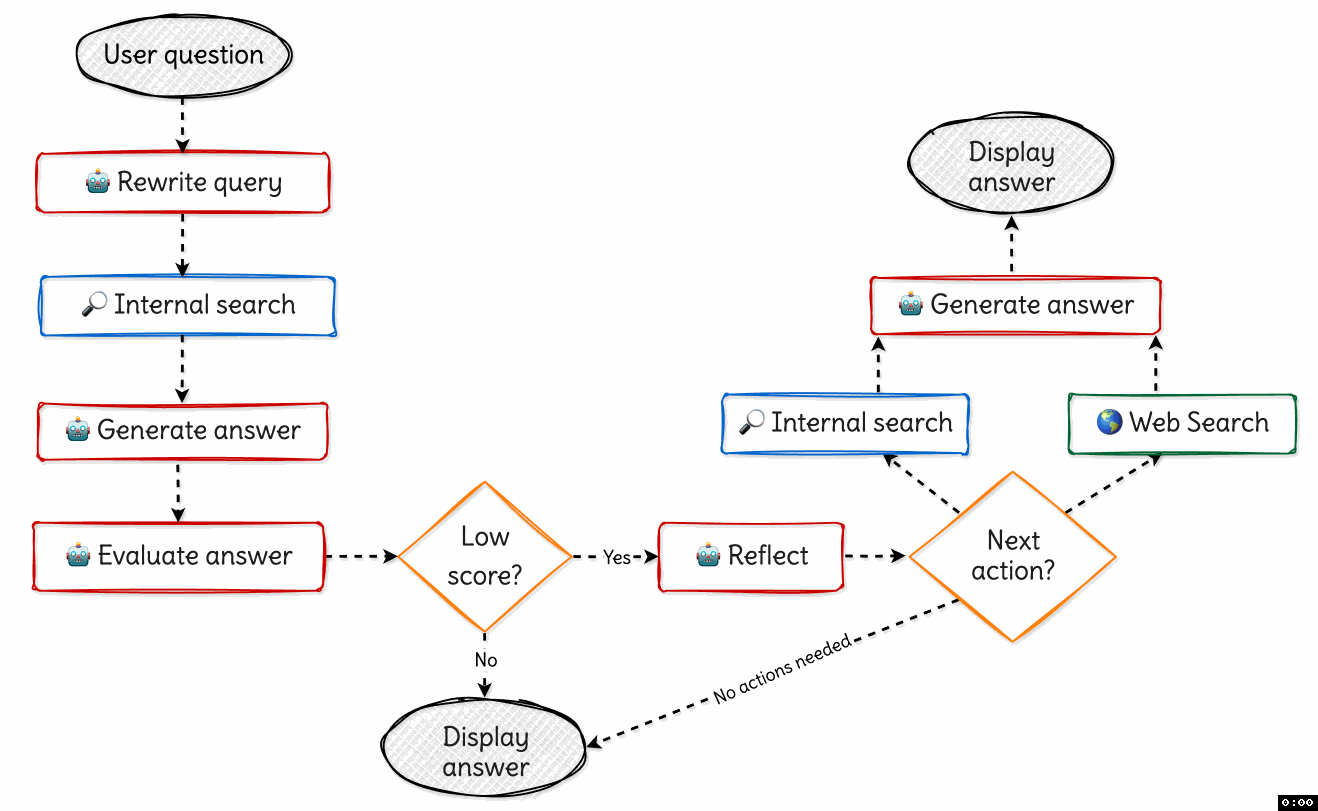 User question
Rewrite query
Internal search
Generate answer
Evaluate answer
Low
score?
Yes
No
Display
answer
Reflect
Next
action?
No actions needed
Internal search
Web Search
Generate answer
Display
answer
0:00